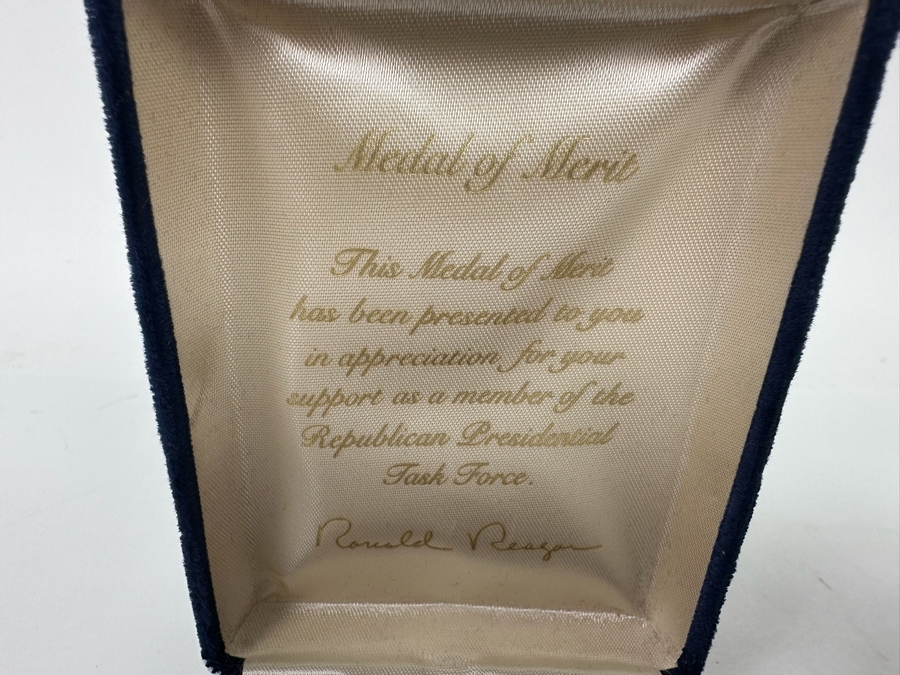 Medal of Merit
This Medal of Merit
has been presented to you
in appreciation for your
support as a member of the
Republican Presidential
Task Force.
Ronald Reagan